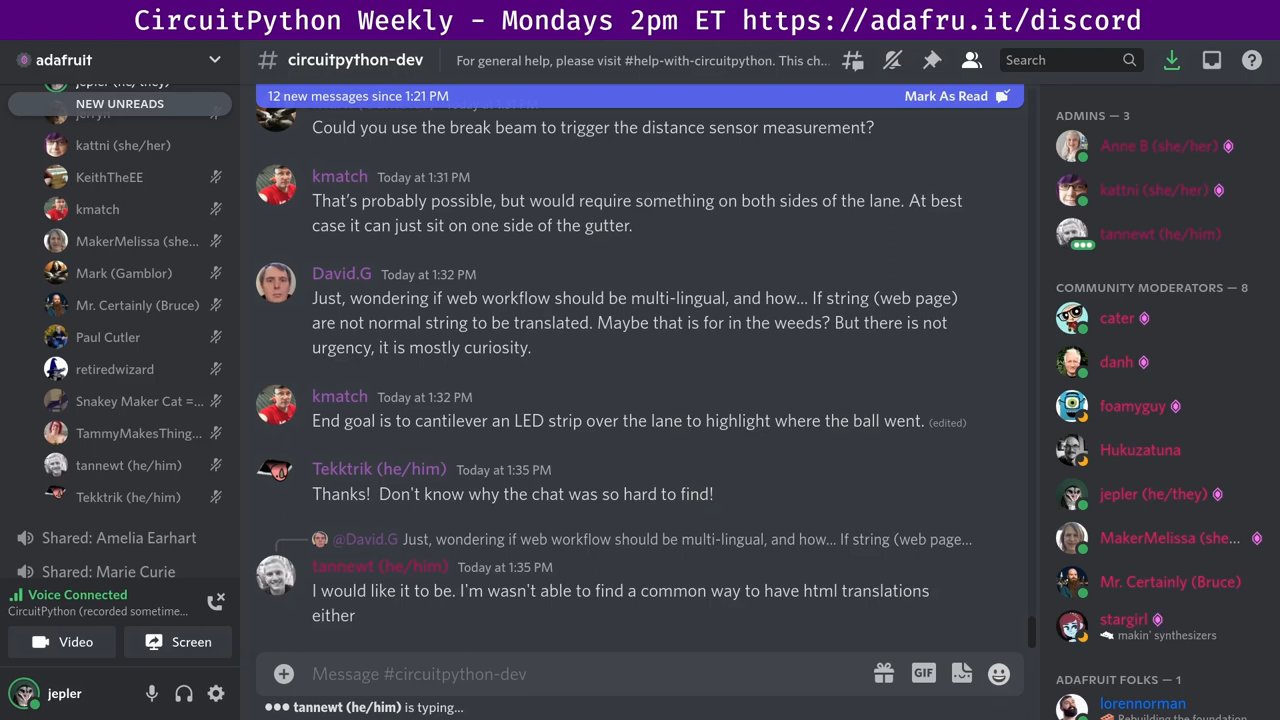 CircuitPython Weekly - Mondays 2pm ET https://adafru.it/discord
adafruit
jepler (he/they)
NEW UNREADS
jerryn
kattni (she/her)
KeithTheEE
kmatch
MakerMelissa (she...
Mark (Gamblor)
Mr. Certainly (Bruce)
Paul Cutler
retiredwizard
Snakey Maker Cat =...
TammyMakesThing...
tannewt (he/him)
Tekktrik (he/him)
Shared: Amelia Earhart
Shared: Marie Curie
Voice Connected
CircuitPython (recorded sometime...
Video
Screen
jepler
# circuitpython-dev
For general help, please visit #help-with-circuitpython. This ch...
Search
12 new messages since 1:21 PM
Mark As Read
Could you use the break beam to trigger the distance sensor measurement?
kmatch Today at 1:31 PM
That's probably possible, but would require something on both sides of the lane. At best
case it can just sit on one side of the gutter.
David.G Today at 1:32 PM
Just, wondering if web workflow should be multi-lingual, and how... If string (web page)
are not normal string to be translated. Maybe that is for in the weeds? But there is not
urgency, it is mostly curiosity.
kmatch Today at 1:32 PM
End goal is to cantilever an LED strip over the lane to highlight where the ball went. (edited)
Tekktrik (he/him) Today at 1:35 PM
Thanks! Don't know why the chat was so hard to find!
@David.G Just, wondering if web workflow should be multi-lingual, and how... If string (web page...
tannewt (he/him) Today at 1:35 PM
I would like it to be. I'm wasn't able to find a common way to have html translations
either
Message #circuitpython-dev
GIF
tannewt (he/him) is typing...
ADMINS — 3
Anne B (she/her)
kattni (she/her)
tannewt (he/him)
COMMUNITY MODERATORS — 8
cater
danh
foamyguy
Hukuzatuna
jepler (he/they)
MakerMelissa (she...
Mr. Certainly (Bruce)
stargirl
makin' synthesizers
ADAFRUIT FOLKS — 1
lorennorman
Rebuilding the foundation